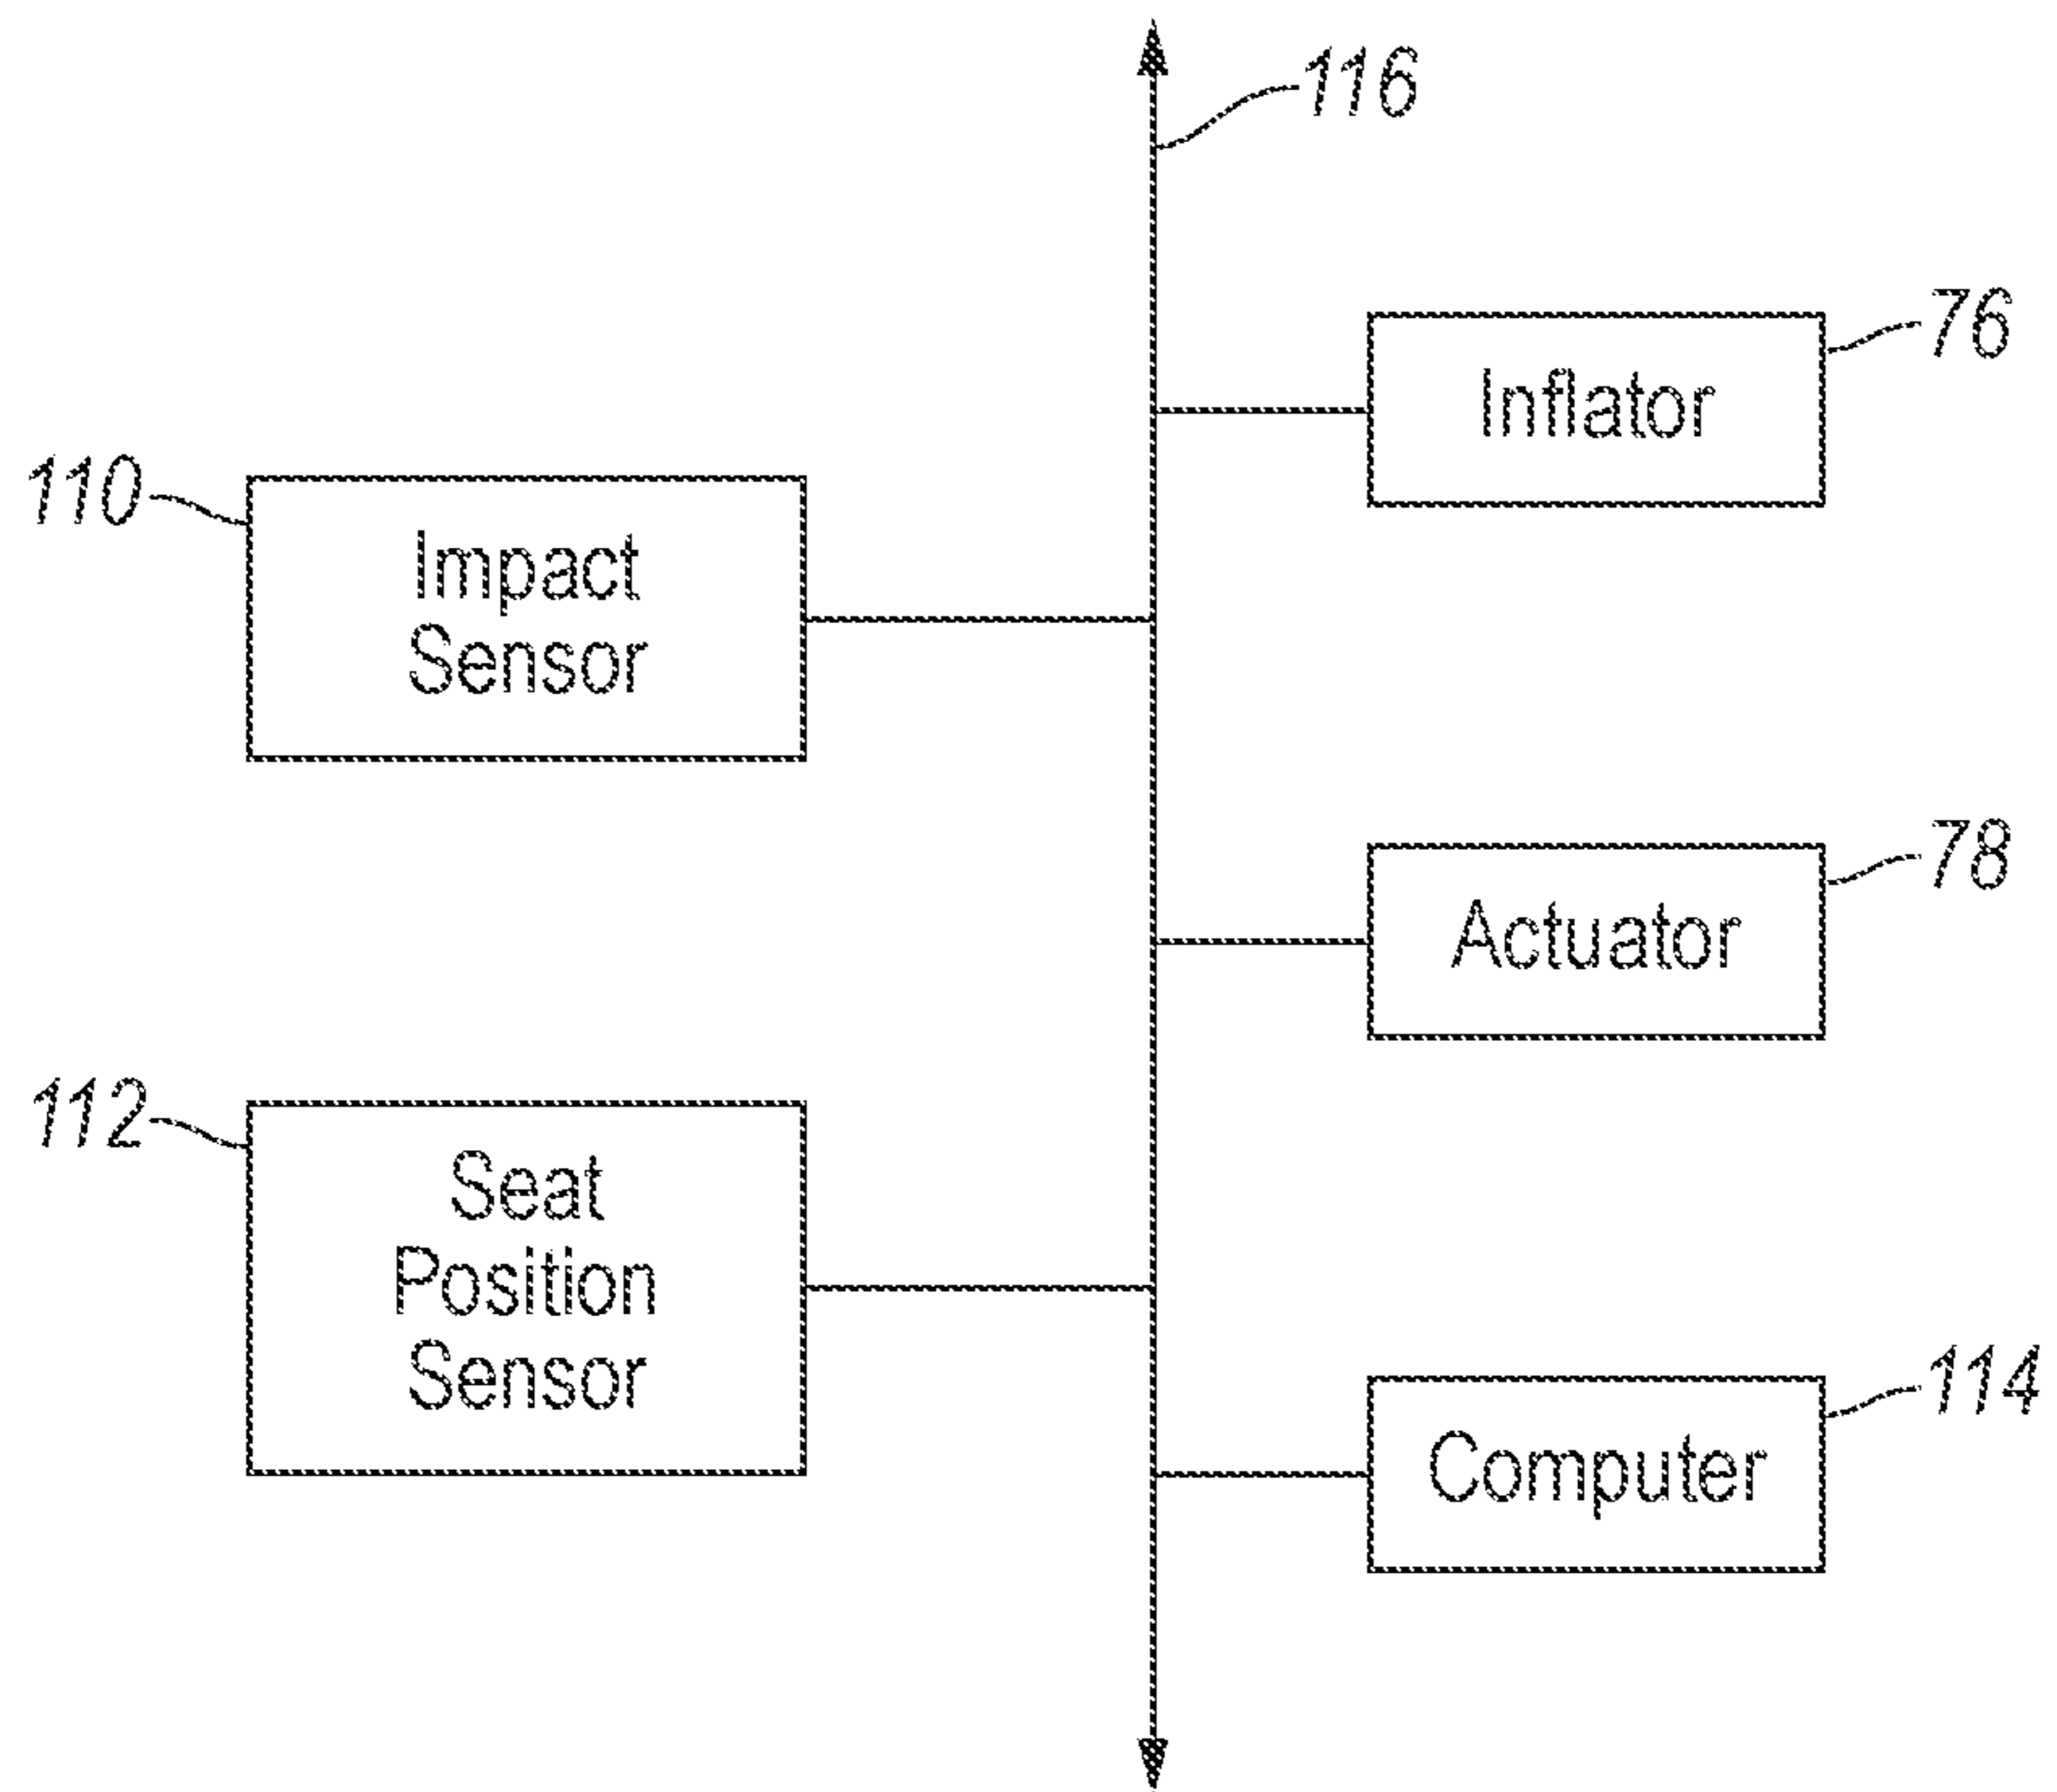 116
76
Inflator
110
Impact
Sensor
78
Actuator
112
Seat
Position
Sensor
114
Computer